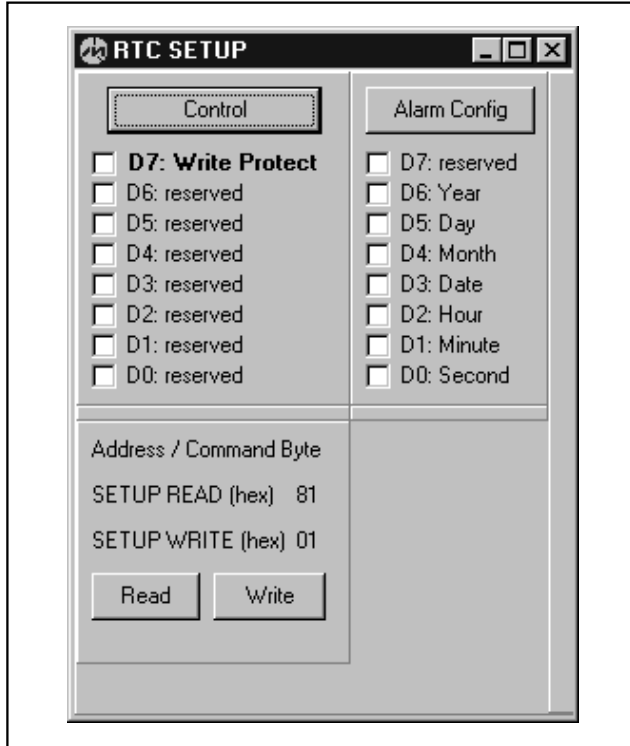 RTC SETUP
Control
D7: Write Protect
D6: reserved
D5: reserved
D4: reserved
D3: reserved
D2: reserved
D1: reserved
D0: reserved
Alarm Config
D7: reserved
D6: Year
D5: Day
D4: Month
D3: Date
D2: Hour
D1: Minute
D0: Second
Address / Command Byte
SETUP READ (hex) 81
SETUP WRITE (hex) 01
Read Write